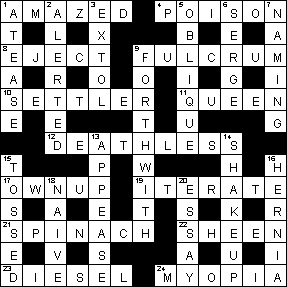 1 A M 2 A Z 3 E D 4 P 5 O I 6 S O 7 N
T L X B E A
8 E J E C T 9 F U L C R U M
A R O O I G I
10 S E T T L E R 11 Q U E E N
E E T U G
12 D E 13 A T H L E S 14 S
15 T P W H 16 H
17 O W 18 N U P 19 I T 20 E R A T E
S A E T S K R
21 S P I N A C H 22 S H E E N
E V S A U I
23 D I E S E L 24 M Y O P I A